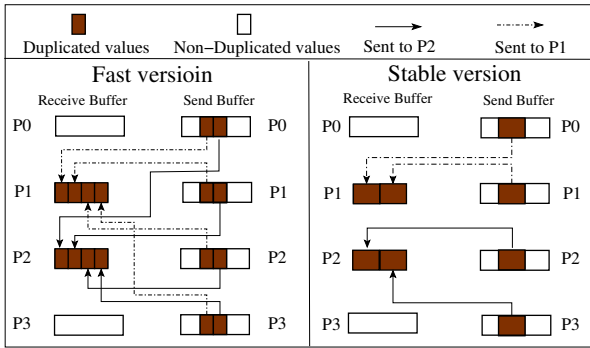 Duplicated values
Non-Duplicated values
Sent to P2
Sent to P1
Fast versioin
Receive Buffer
Send Buffer
P0
P0
P1
P1
P2
P2
P3
P3
Stable version
Receive Buffer
Send Buffer
P0
P0
P1
P1
P2
P2
P3
P3